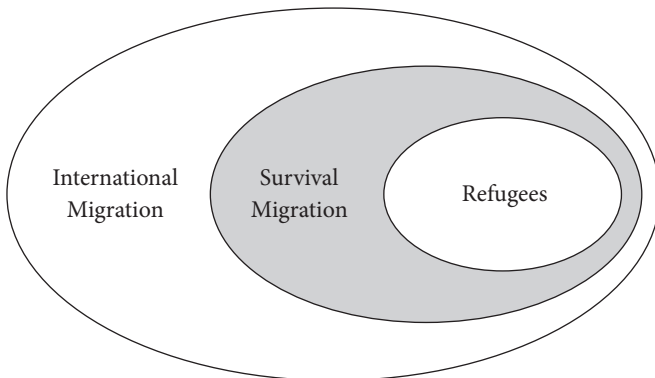 International
Migration
Survival
Migration
Refugees